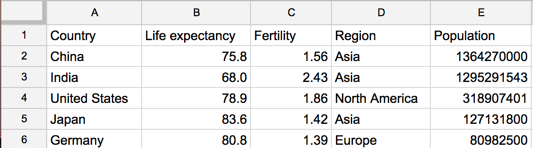 A B C D E
1 Country Life expectancy Fertility Region Population
2 China 75.8 1.56 Asia 1364270000
3 India 68.0 2.43 Asia 1295291543
4 United States 78.9 1.86 North America 318907401
5 Japan 83.6 1.42 Asia 127131800
6 Germany 80.8 1.39 Europe 80982500